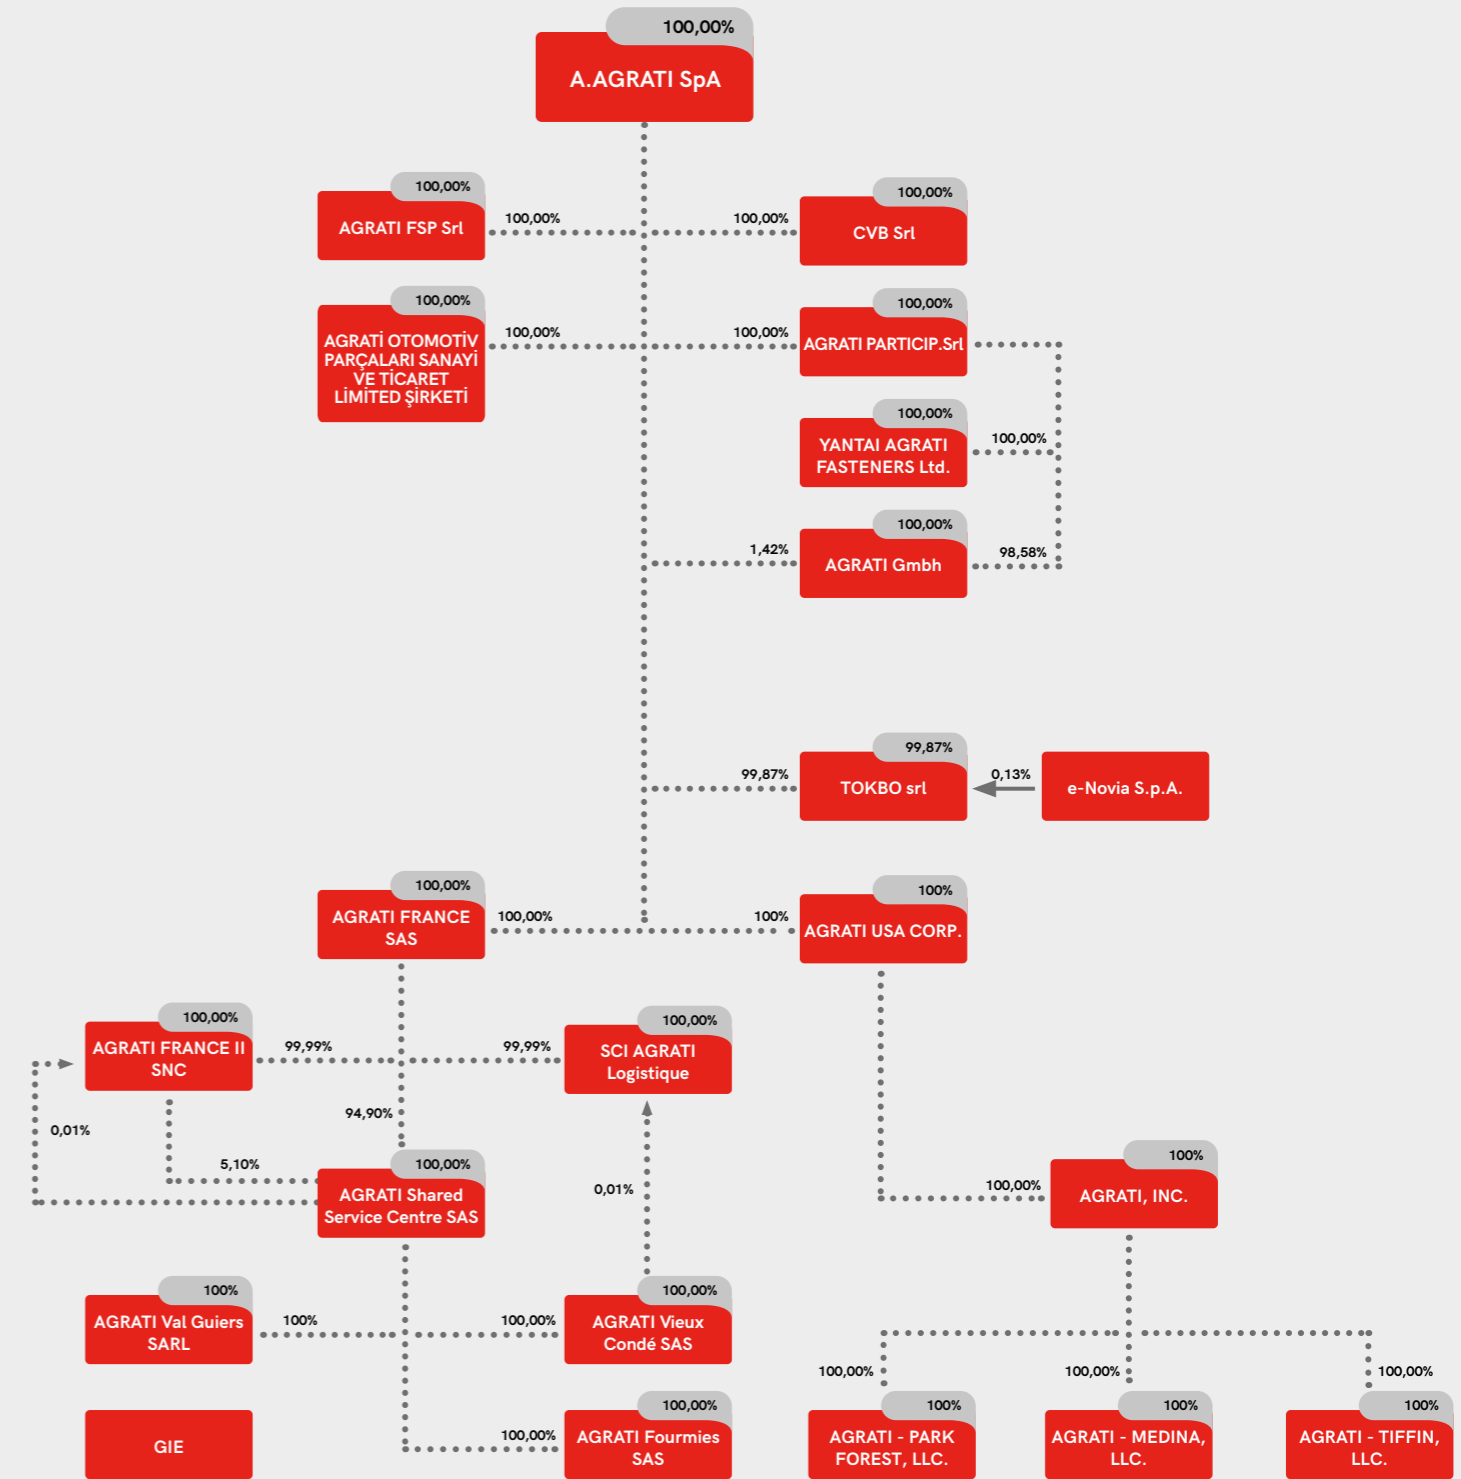 100,00%
A.AGRATI SpA
100,00%
AGRATI FSP Srl
100,00%
100,00%
100,00%
CVB Srl
100,00%
AGRATİ OTOMOTİV
PARÇALARI SANAYİ
VE TİCARET
LİMİTED ŞİRKETİ
100,00%
100,00%
100,00%
AGRATI PARTICIP.Srl
100,00%
YANTAI AGRATI
FASTENERS Ltd.
100,00%
1,42%
100,00%
AGRATI Gmbh
98,58%
99,87%
99,87%
TOKBO srl
0,13%
e-Novia S.p.A.
100,00%
AGRATI FRANCE
SAS
100,00%
100%
100%
AGRATI USA CORP.
100,00%
AGRATI FRANCE II
SNC
99,99%
99,99%
100,00%
SCI AGRATI
Logistique
94,90%
0,01%
5,10%
100,00%
AGRATI Shared
Service Centre SAS
0,01%
100,00%
100%
AGRATI, INC.
100%
AGRATI Val Guiers
SARL
100%
100,00%
100,00%
AGRATI Vieux
Condé SAS
GIE
100,00%
100,00%
AGRATI Fourmies
SAS
100,00%
100%
AGRATI - PARK
FOREST, LLC.
100,00%
100%
AGRATI - MEDINA,
LLC.
100,00%
100%
AGRATI - TIFFIN,
LLC.